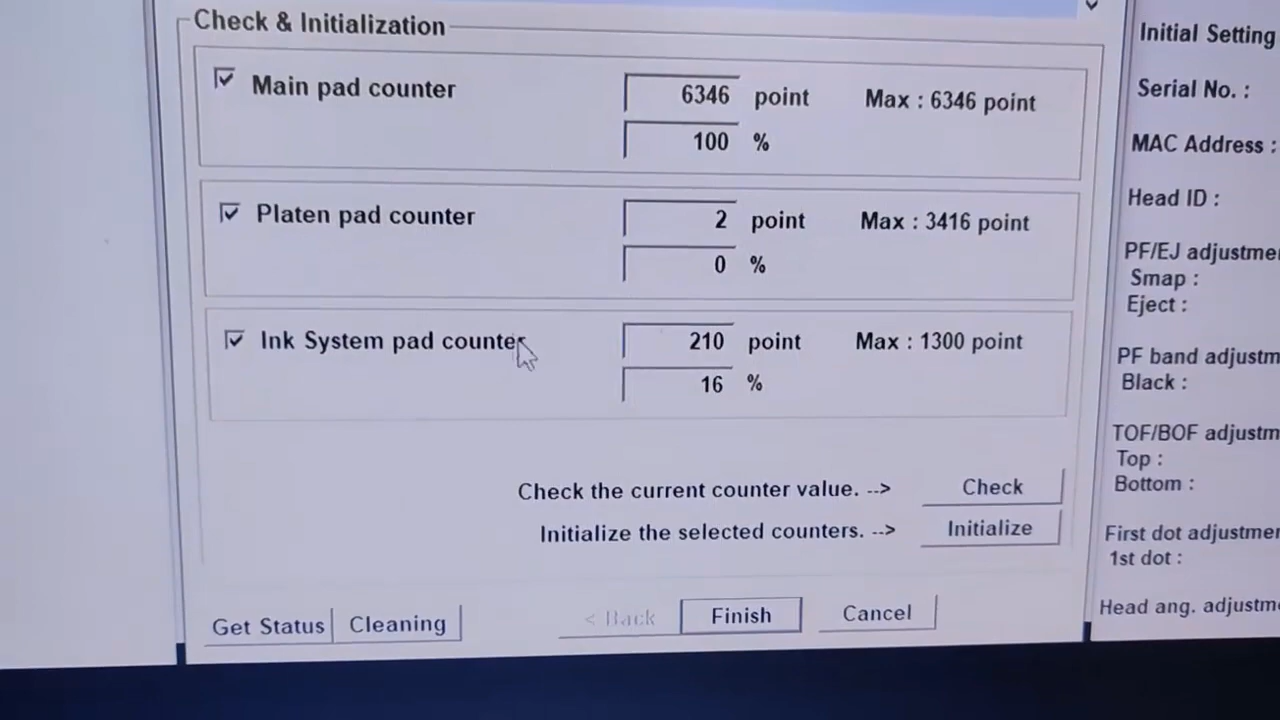 Check & Initialization
Main pad counter
6346 point Max : 6346 point
100 %
Platen pad counter
2 point Max : 3416 point
0 %
Ink System pad counter
210 point Max : 1300 point
16 %
Check the current counter value. --> Check
Initialize the selected counters. --> Initialize
Get Status Cleaning < Back Finish Cancel
Initial Setting
Serial No. :
MAC Address :
Head ID :
PF/EJ adjustme
Smap :
Eject :
PF band adjustm
Black :
TOF/BOF adjustm
Top :
Bottom :
First dot adjustmer
1st dot :
Head ang. adjustm